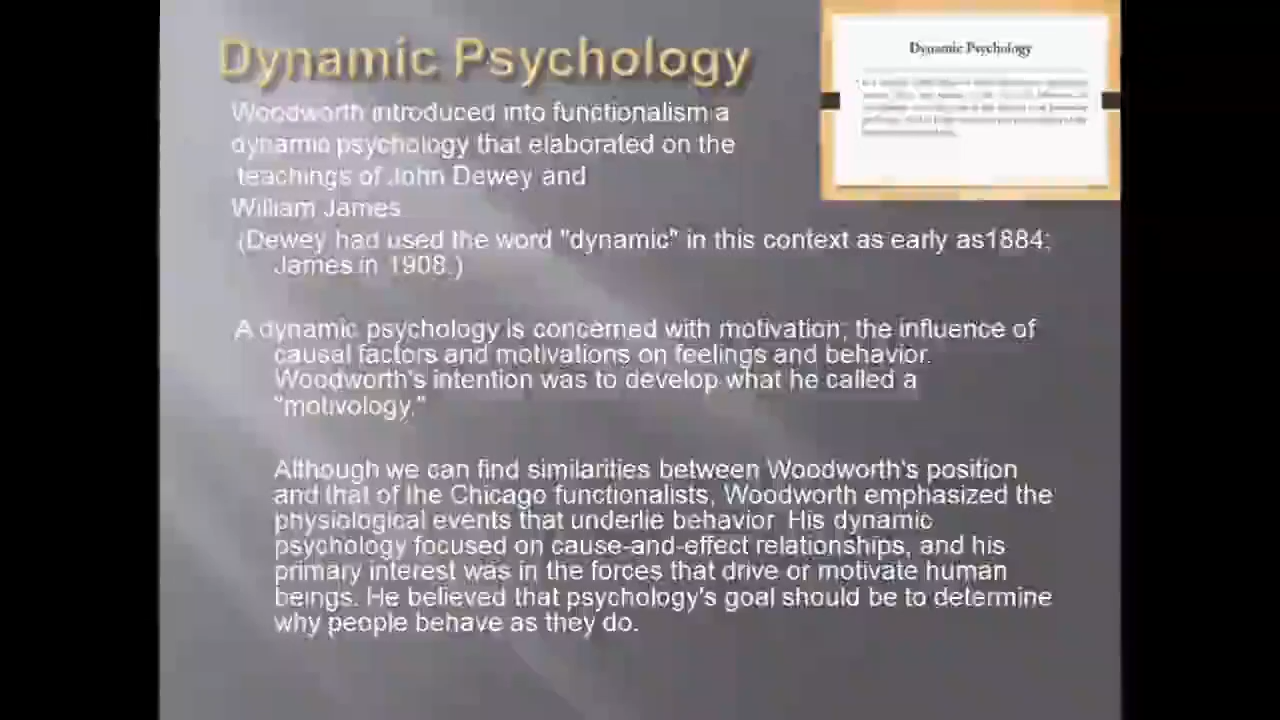 Dynamic Psychology
Woodworth introduced into functionalism a
dynamic psychology that elaborated on the
teachings of John Dewey and
William James
(Dewey had used the word "dynamic" in this context as early as1884;
James in 1908.)
A dynamic psychology is concerned with motivation; the influence of
causal factors and motivations on feelings and behavior.
Woodworth's intention was to develop what he called a
"motivology."
Although we can find similarities between Woodworth's position
and that of the Chicago functionalists, Woodworth emphasized the
physiological events that underlie behavior. His dynamic
psychology focused on cause-and-effect relationships, and his
primary interest was in the forces that drive or motivate human
beings. He believed that psychology's goal should be to determine
why people behave as they do.
Dynamic Psychology